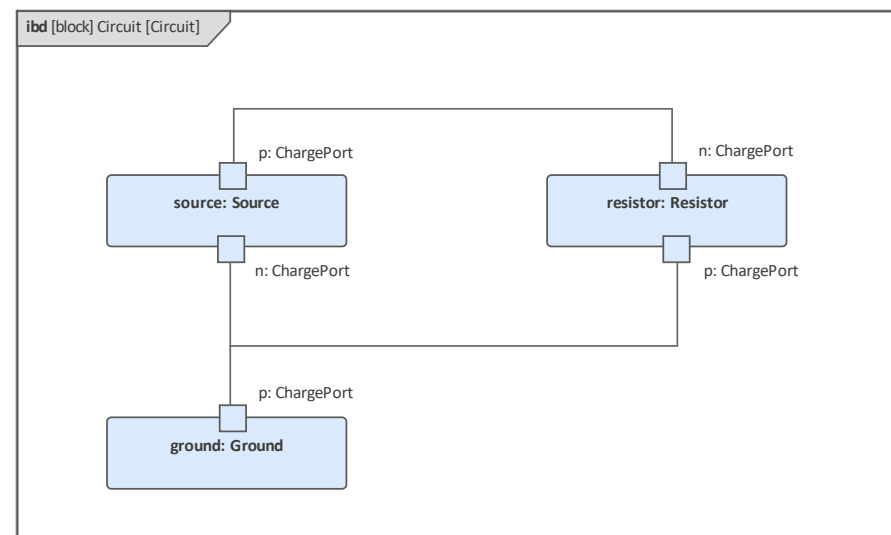 ibd [block] Circuit [Circuit]
p: ChargePort
n: ChargePort
source: Source
resistor: Resistor
n: ChargePort
p: ChargePort
p: ChargePort
ground: Ground